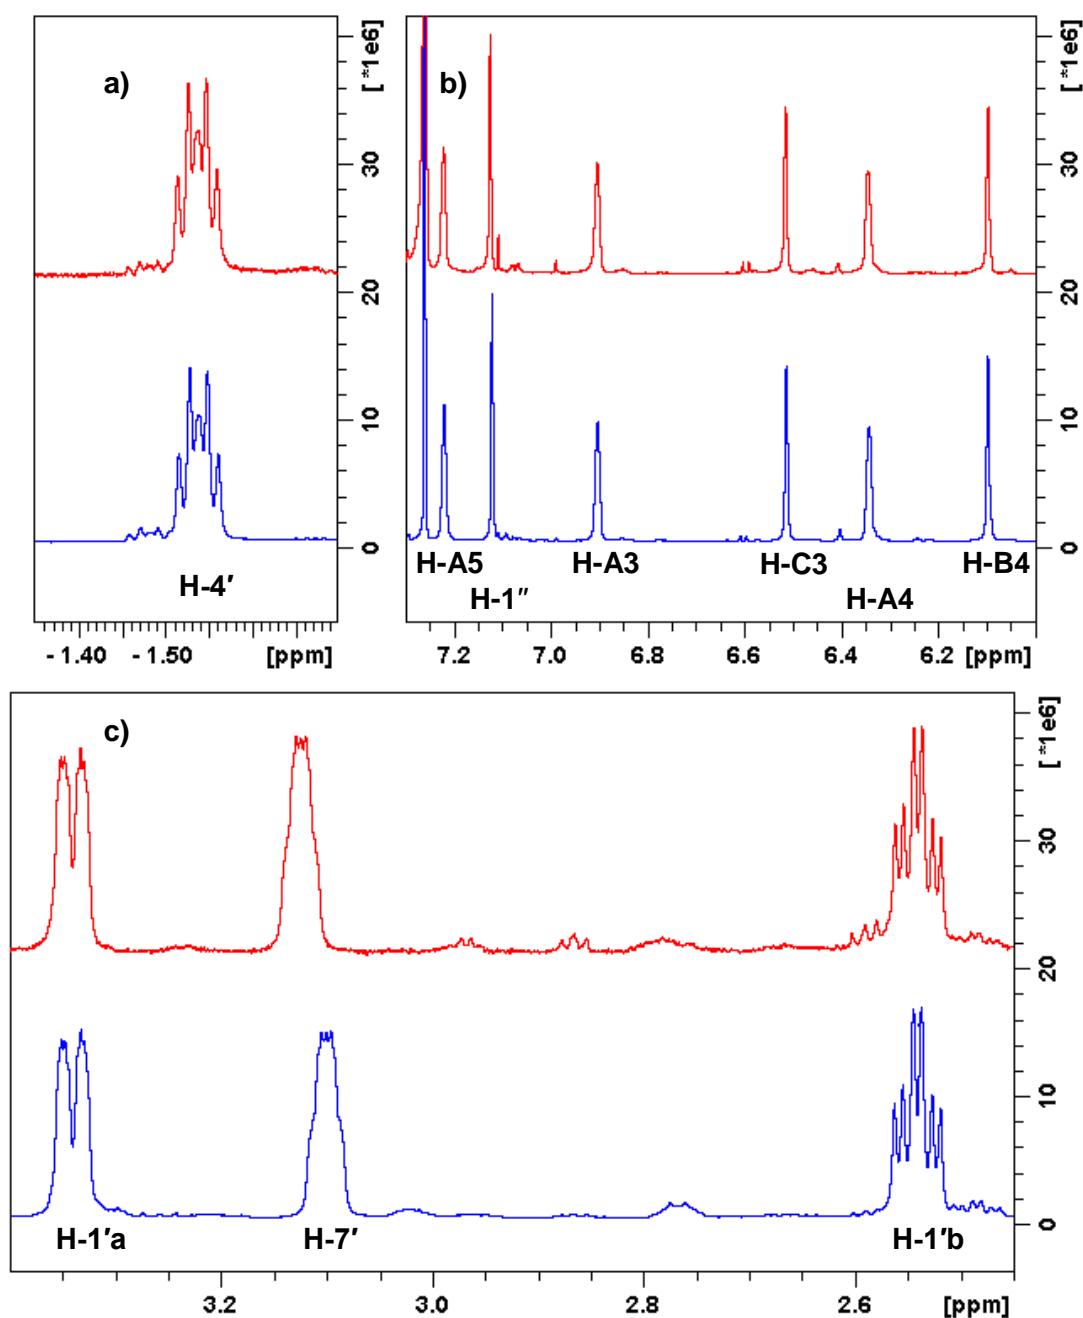 a)
[ *1e6]
30
20
10
0
H-4′
- 1.40 - 1.50 [ppm]
b)
[ *1e6]
30
20
10
0
H-A5 H-A3 H-C3 H-B4
H-1″ H-A4
7.2 7.0 6.8 6.6 6.4 6.2 [ppm]
c)
[ *1e6]
30
20
10
0
H-1′a H-7′ H-1′b
3.2 3.0 2.8 2.6 [ppm]